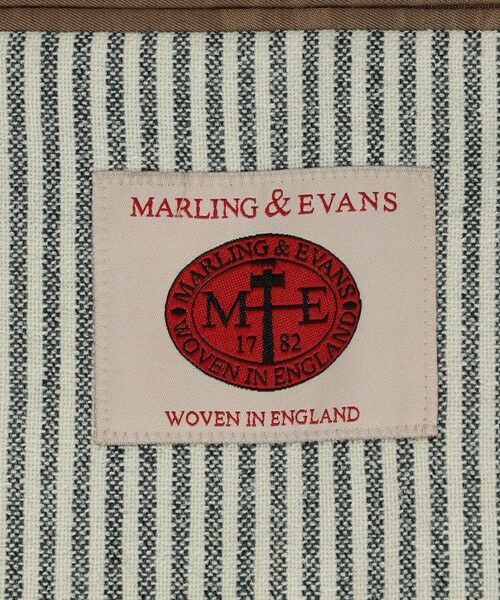 MARLING & EVANS
MARLING & EVANS
M E
17 82
WOVEN IN ENGLAND
WOVEN IN ENGLAND